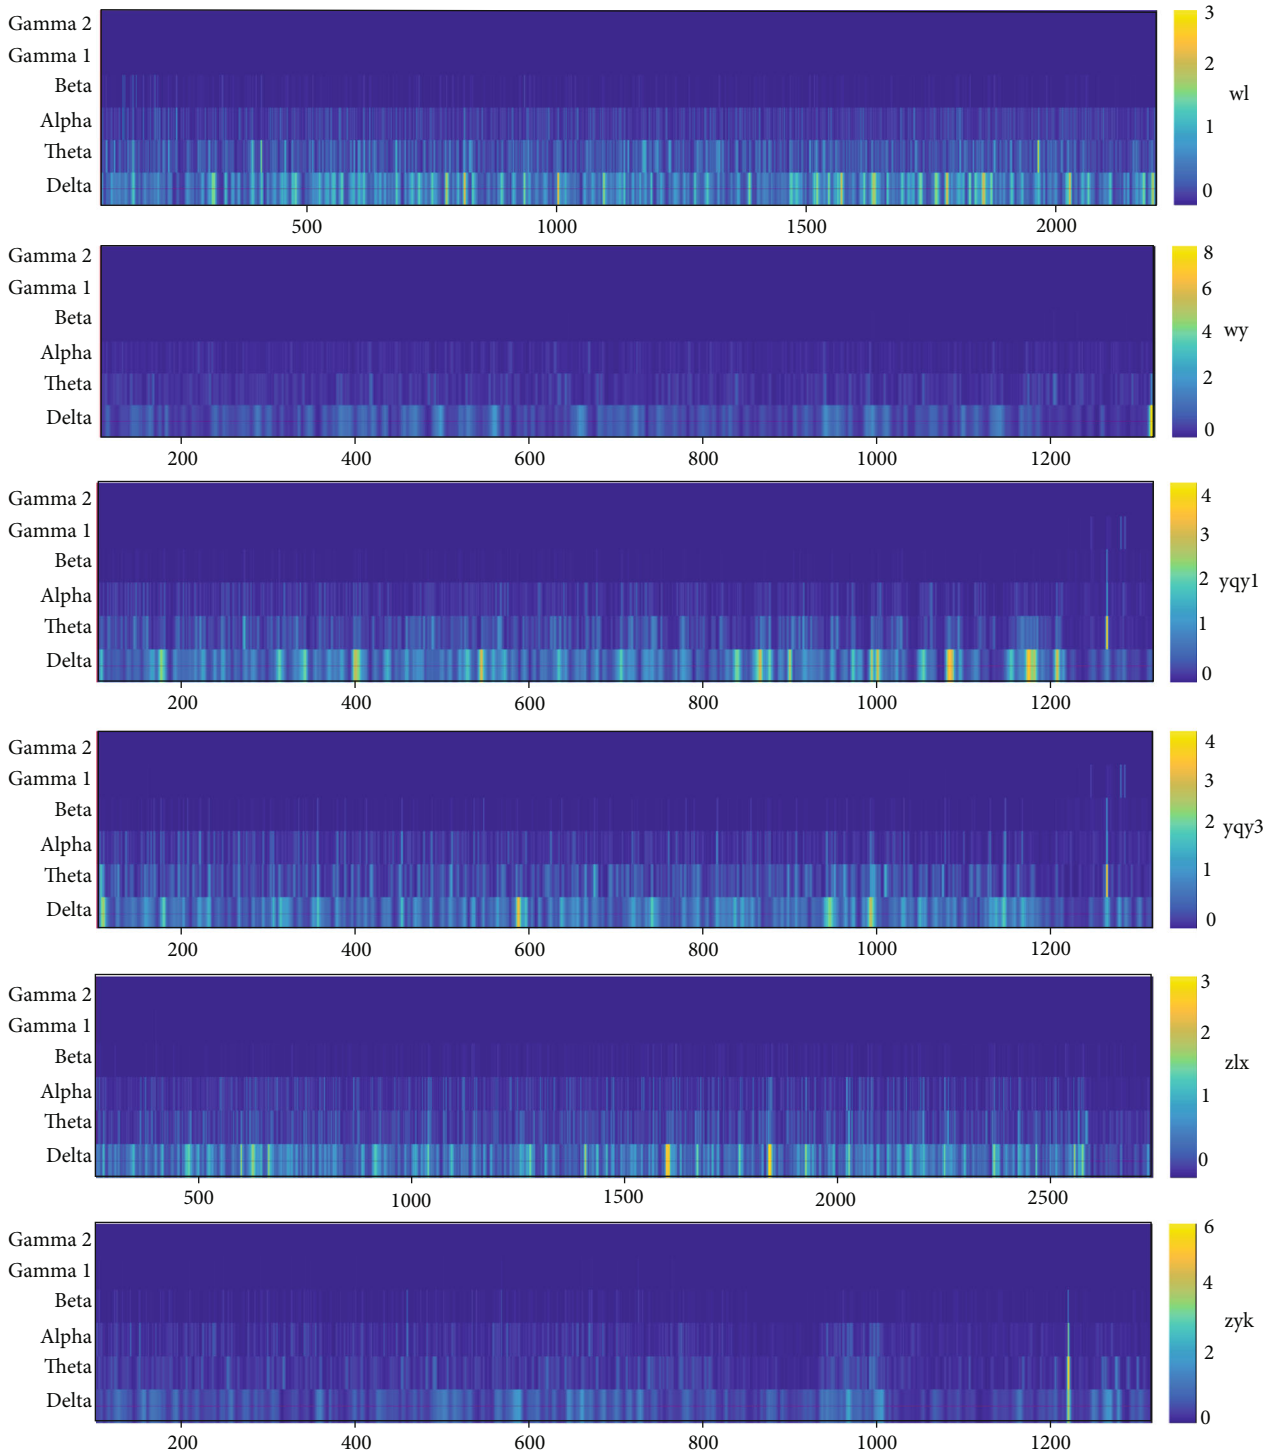 Gamma 2
Gamma 1
Beta
Alpha
Theta
Delta
500 1000 1500 2000
3
2
1
0
wl
Gamma 2
Gamma 1
Beta
Alpha
Theta
Delta
200 400 600 800 1000 1200
8
6
4
2
0
wy
Gamma 2
Gamma 1
Beta
Alpha
Theta
Delta
200 400 600 800 1000 1200
4
3
2
1
0
yqy1
Gamma 2
Gamma 1
Beta
Alpha
Theta
Delta
200 400 600 800 1000 1200
4
3
2
1
0
yqy3
Gamma 2
Gamma 1
Beta
Alpha
Theta
Delta
500 1000 1500 2000 2500
3
2
1
0
zlx
Gamma 2
Gamma 1
Beta
Alpha
Theta
Delta
200 400 600 800 1000 1200
6
4
2
0
zyk